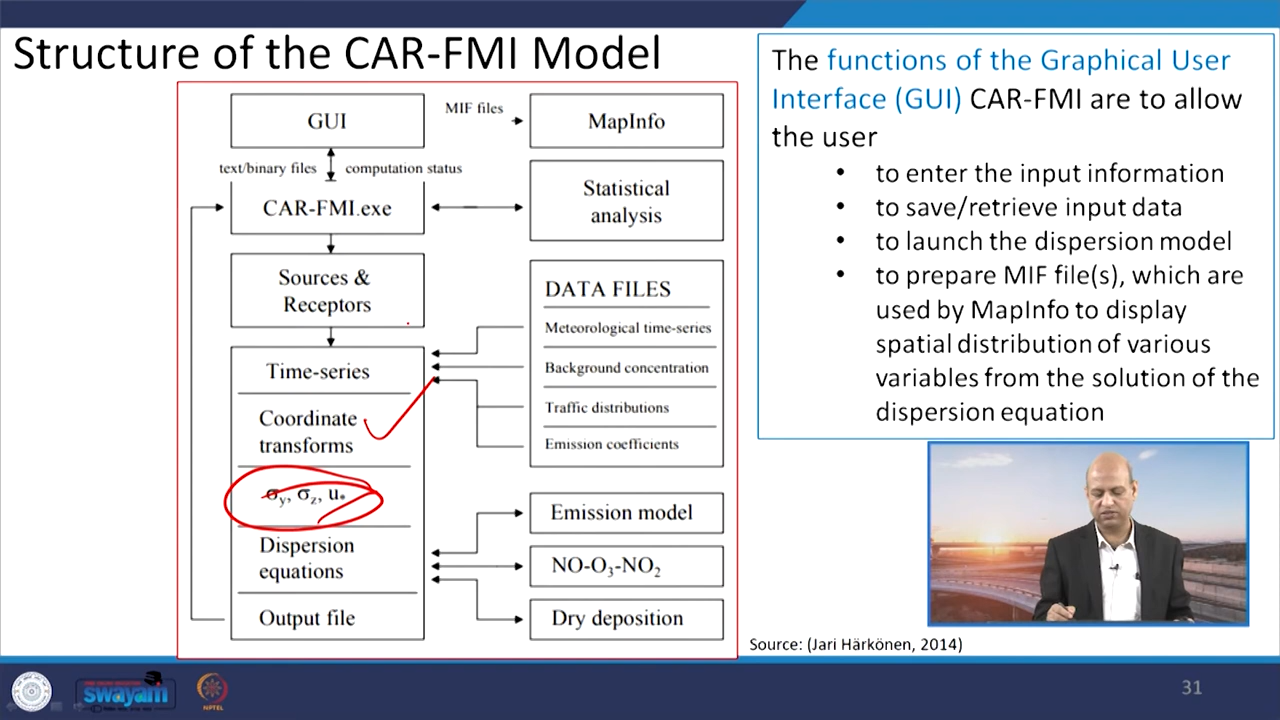 Structure of the CAR-FMI Model
GUI
MIF files
MapInfo
text/binary files
computation status
CAR-FMI.exe
Statistical
analysis
Sources &
Receptors
DATA FILES
Meteorological time-series
Background concentration
Traffic distributions
Emission coefficients
Time-series
Coordinate
transforms
σy, σz, u*
Dispersion
equations
Output file
Emission model
NO-O3-NO2
Dry deposition
The functions of the Graphical User
Interface (GUI) CAR-FMI are to allow
the user
• to enter the input information
• to save/retrieve input data
• to launch the dispersion model
• to prepare MIF file(s), which are
used by MapInfo to display
spatial distribution of various
variables from the solution of the
dispersion equation
Source: (Jari Härkönen, 2014)
swayam
NPTEL
31